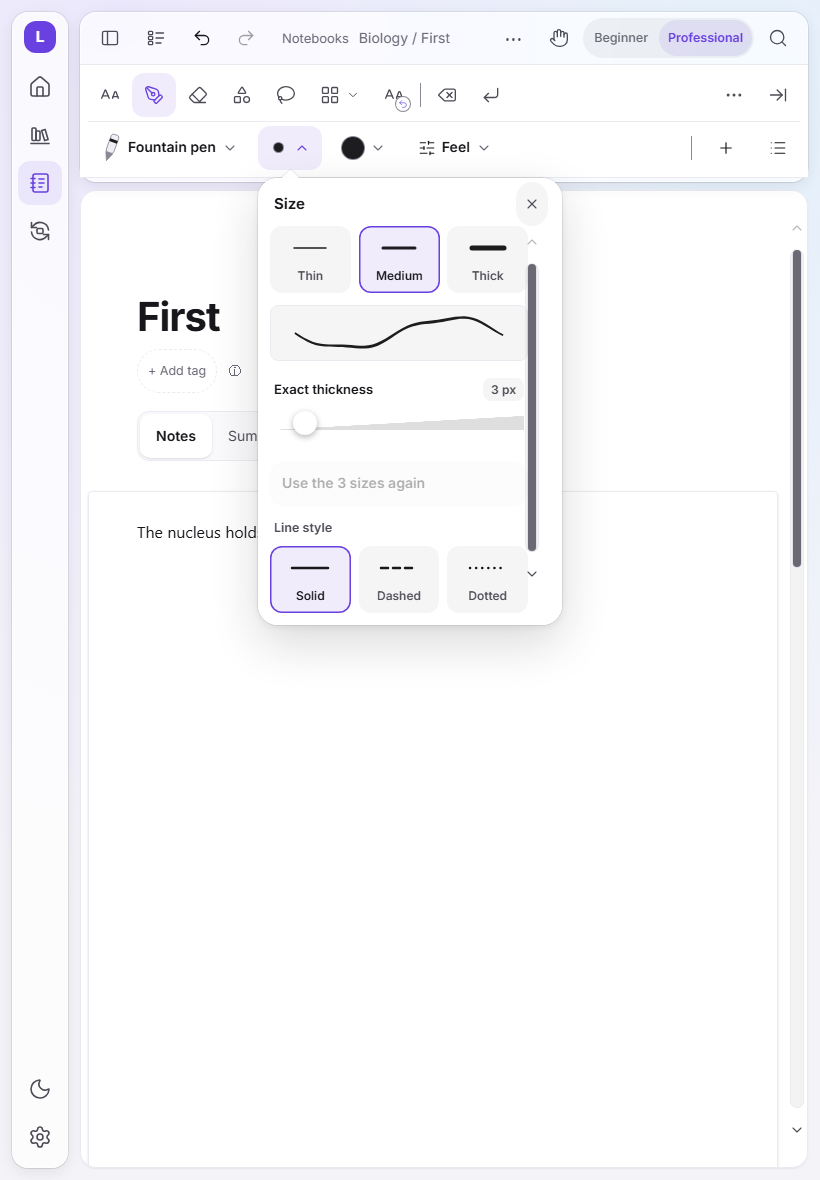 L
Notebooks Biology / First
Beginner Professional
Fountain pen
Feel
Size
Thin Medium Thick
First
+ Add tag
Exact thickness 3 px
Notes Sum
Use the 3 sizes again
Line style
The nucleus holds
Solid Dashed Dotted